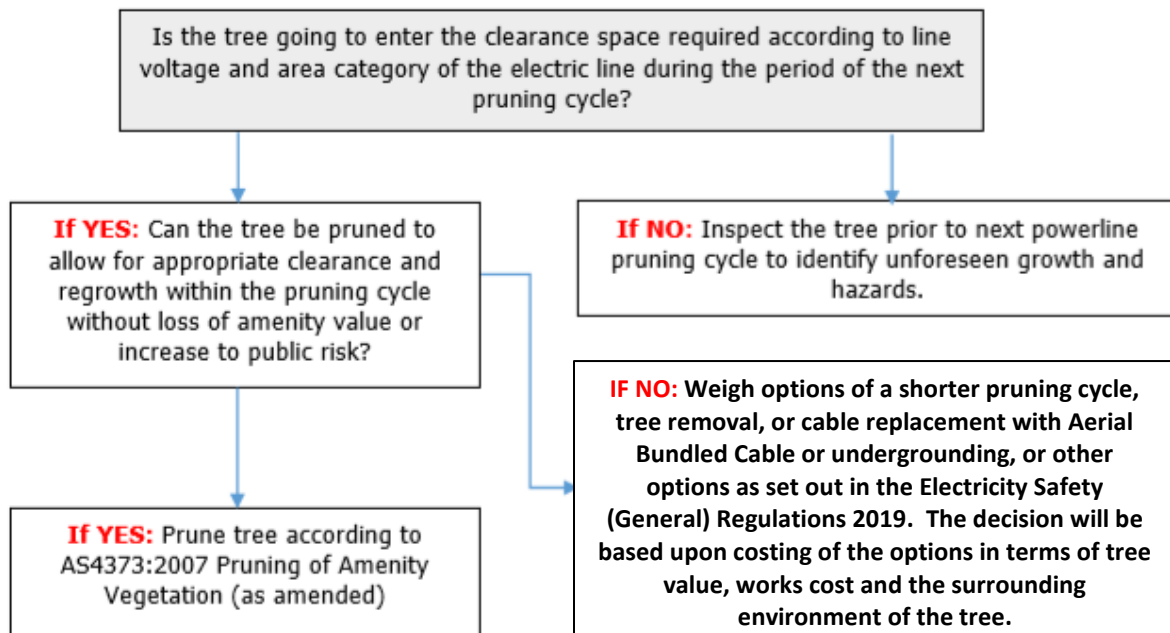 Is the tree going to enter the clearance space required according to line
voltage and area category of the electric line during the period of the next
pruning cycle?
If YES: Can the tree be pruned to
allow for appropriate clearance and
regrowth within the pruning cycle
without loss of amenity value or
increase to public risk?
If NO: Inspect the tree prior to next powerline
pruning cycle to identify unforeseen growth and
hazards.
If YES: Prune tree according to
AS4373:2007 Pruning of Amenity
Vegetation (as amended)
IF NO: Weigh options of a shorter pruning cycle,
tree removal, or cable replacement with Aerial
Bundled Cable or undergrounding, or other
options as set out in the Electricity Safety
(General) Regulations 2019. The decision will be
based upon costing of the options in terms of tree
value, works cost and the surrounding
environment of the tree.